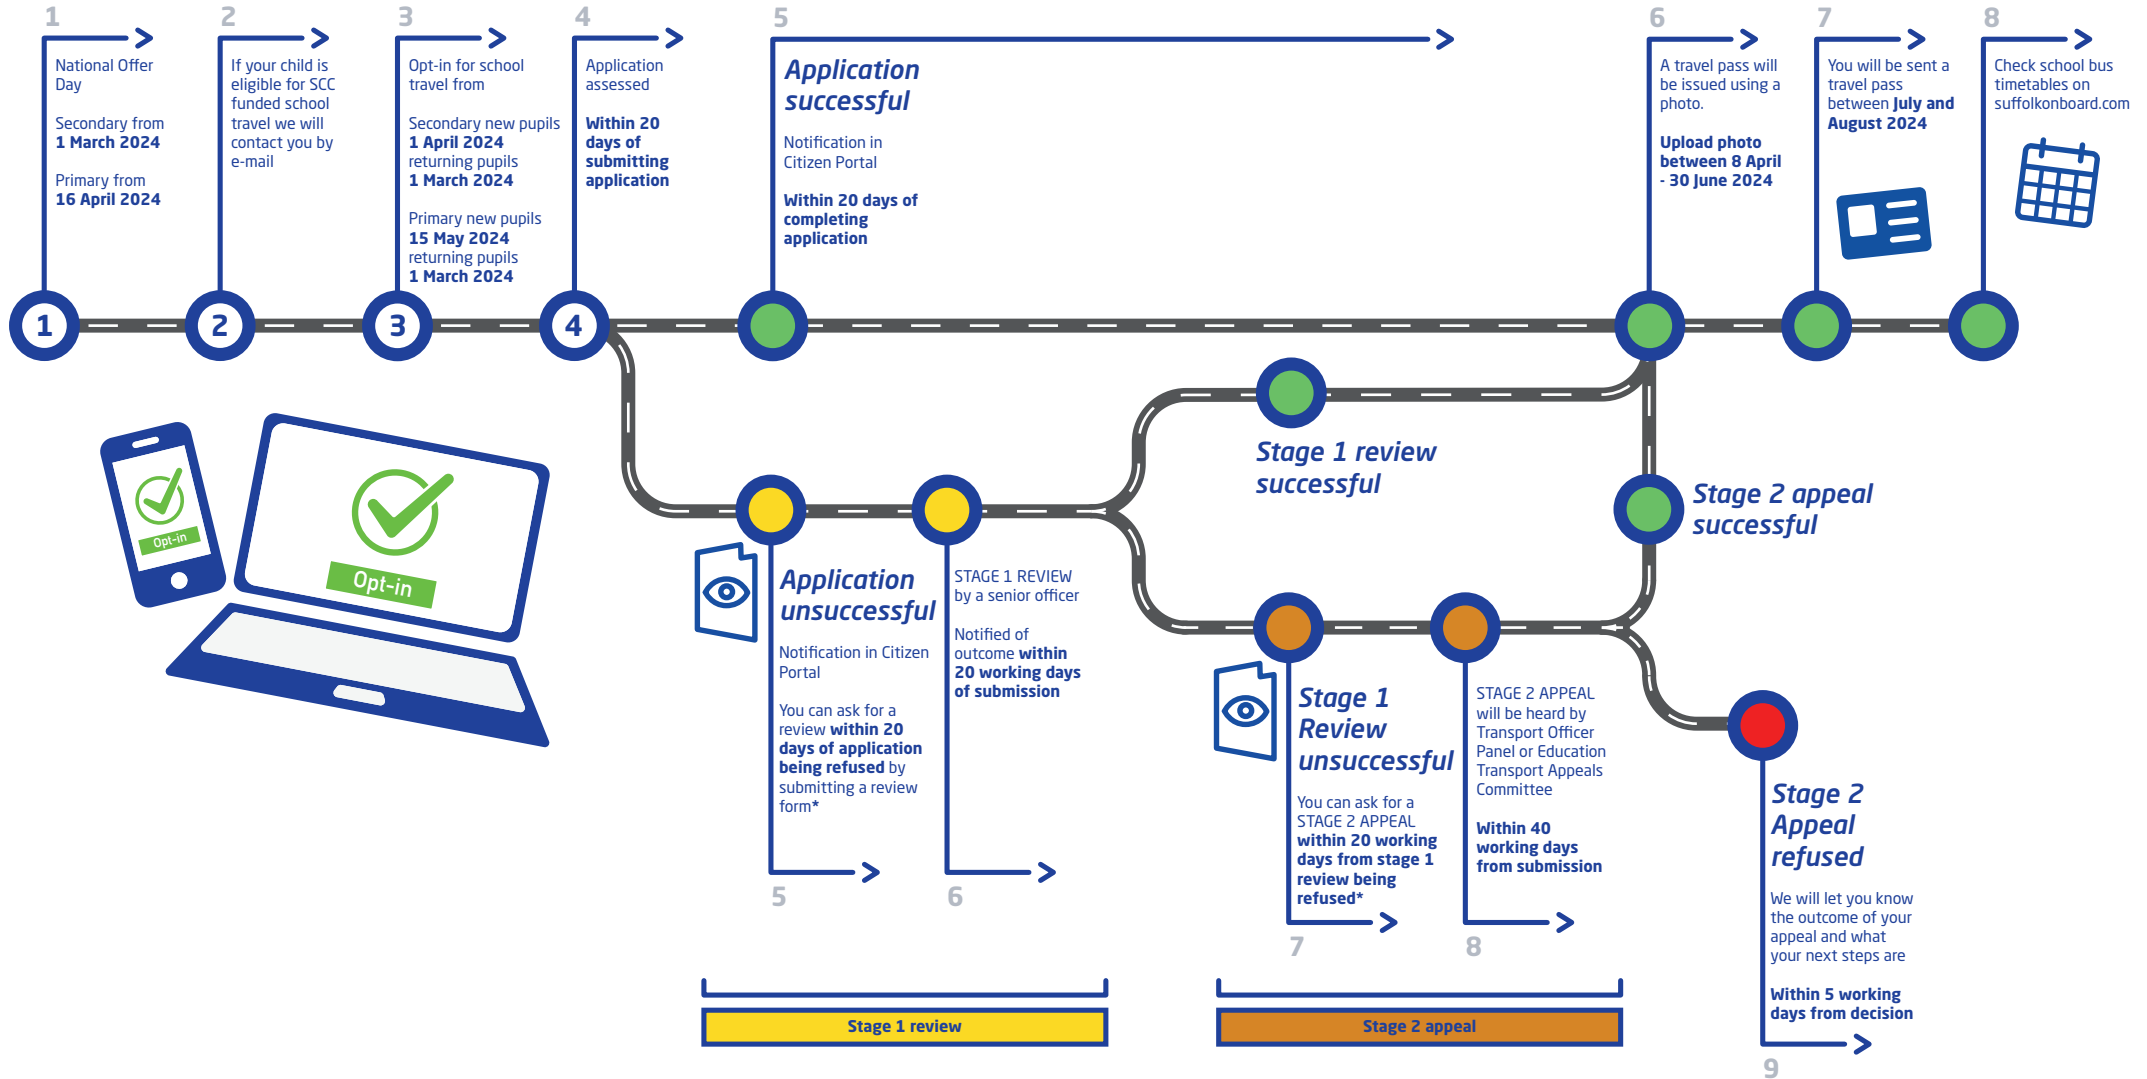 1
National Offer
Day
Secondary from
1 March 2024
Primary from
16 April 2024
2
If your child is
eligible for SCC
funded school
travel we will
contact you by
e-mail
3
Opt-in for school
travel from
Secondary new pupils
1 April 2024
returning pupils
1 March 2024
Primary new pupils
15 May 2024
returning pupils
1 March 2024
4
Application
assessed
Within 20
days of
submitting
application
5
Application
successful
Notification in
Citizen Portal
Within 20 days of
completing
application
6
A travel pass will
be issued using a
photo.
Upload photo
between 8 April
- 30 June 2024
7
You will be sent a
travel pass
between July and
August 2024
8
Check school bus
timetables on
suffolkonboard.com
1
2
3
4
Opt-in
Opt-in
Stage 1 review
successful
Stage 2 appeal
successful
Application
unsuccessful
Notification in Citizen
Portal
You can ask for a
review within 20
days of application
being refused by
submitting a review
form*
5
STAGE 1 REVIEW
by a senior officer
Notified of
outcome within
20 working days
of submission
6
Stage 1
Review
unsuccessful
You can ask for a
STAGE 2 APPEAL
within 20 working
days from stage 1
review being
refused*
7
STAGE 2 APPEAL
will be heard by
Transport Officer
Panel or Education
Transport Appeals
Committee
Within 40
working days
from submission
8
Stage 2
Appeal
refused
We will let you know
the outcome of your
appeal and what
your next steps are
Within 5 working
days from decision
9
Stage 1 review
Stage 2 appeal